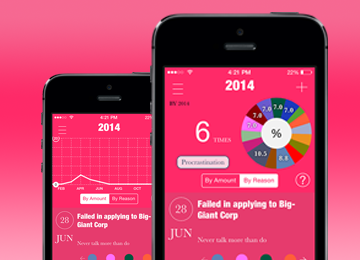 4:21 PM
2014
FEB APR JUN AUG OCT
By Amount By Reason
28
JUN
Failed in applying to Big-
Giant Corp
Never talk more than do
4:21 PM 22%
2014
BY 2014
6 TIMES
7.0
7.0
7.0
7.0
10.5
8.8
%
Procrastination
By Amount By Reason ?
28
JUN
Failed in applying to Big-
Giant Corp
Never talk more than do